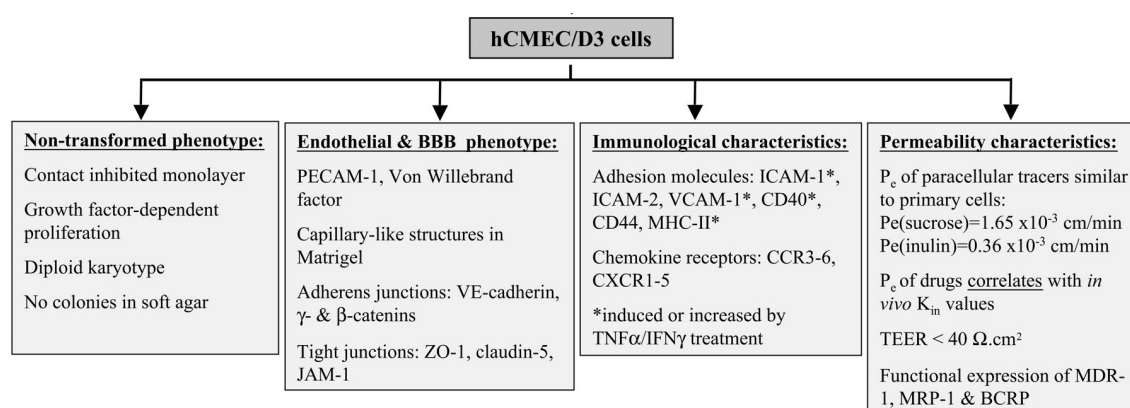 hCMEC/D3 cells
Non-transformed phenotype:
Contact inhibited monolayer
Growth factor-dependent
proliferation
Diploid karyotype
No colonies in soft agar
Endothelial & BBB phenotype:
PECAM-1, Von Willebrand
factor
Capillary-like structures in
Matrigel
Adherens junctions: VE-cadherin,
γ- & β-catenins
Tight junctions: ZO-1, claudin-5,
JAM-1
Immunological characteristics:
Adhesion molecules: ICAM-1*,
ICAM-2, VCAM-1*, CD40*,
CD44, MHC-II*
Chemokine receptors: CCR3-6,
CXCR1-5
*induced or increased by
TNFα/IFNγ treatment
Permeability characteristics:
Pe of paracellular tracers similar
to primary cells:
Pe(sucrose)=1.65 x10⁻³ cm/min
Pe(inulin)=0.36 x10⁻³ cm/min
Pe of drugs correlates with in
vivo Kin values
TEER < 40 Ω.cm²
Functional expression of MDR-
1, MRP-1 & BCRP